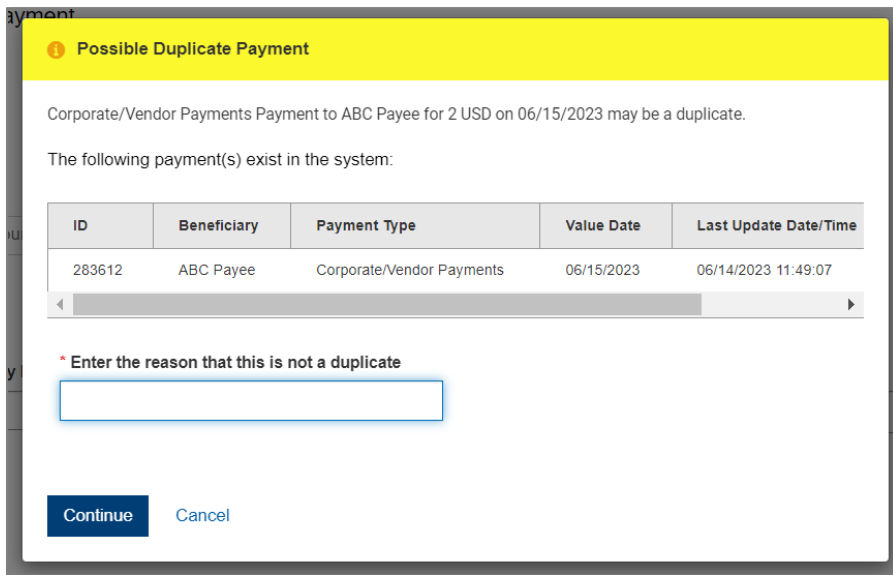 ayment
Possible Duplicate Payment
Corporate/Vendor Payments Payment to ABC Payee for 2 USD on 06/15/2023 may be a duplicate.
The following payment(s) exist in the system:
ID Beneficiary Payment Type Value Date Last Update Date/Time
283612 ABC Payee Corporate/Vendor Payments 06/15/2023 06/14/2023 11:49:07
* Enter the reason that this is not a duplicate
Continue Cancel